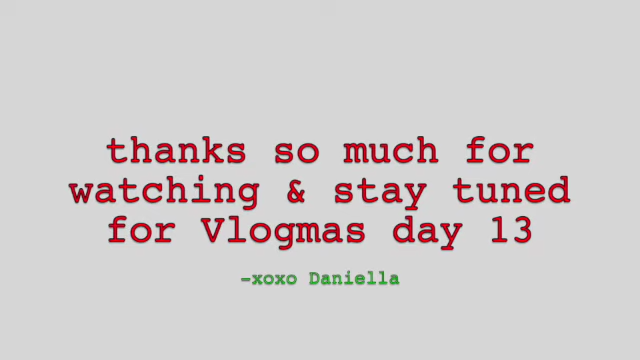 thanks so much for
watching & stay tuned
for Vlogmas day 13
-xoxo Daniella